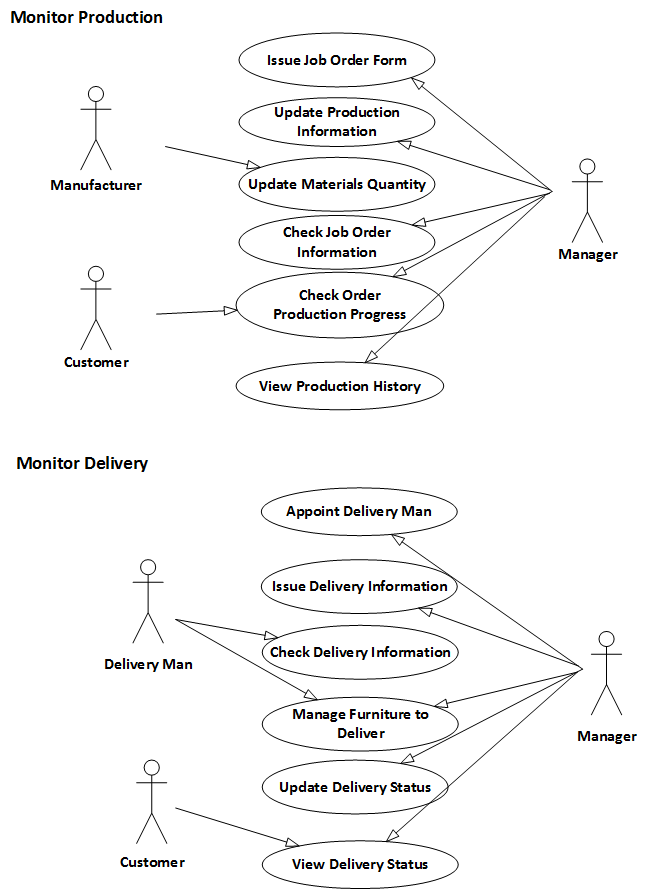 Monitor Production
Issue Job Order Form
Update Production
Information
Manufacturer
Update Materials Quantity
Check Job Order
Information
Manager
Check Order
Production Progress
Customer
View Production History
Monitor Delivery
Appoint Delivery Man
Issue Delivery Information
Check Delivery Information
Delivery Man
Manage Furniture to
Deliver
Manager
Update Delivery Status
Customer
View Delivery Status